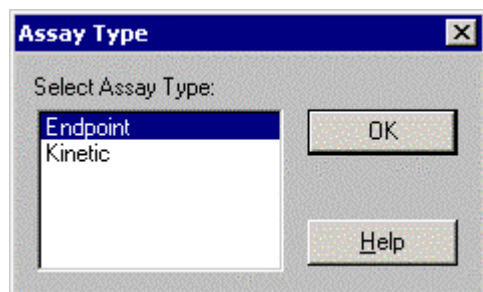 Assay Type
Select Assay Type:
Endpoint
Kinetic
OK
Help